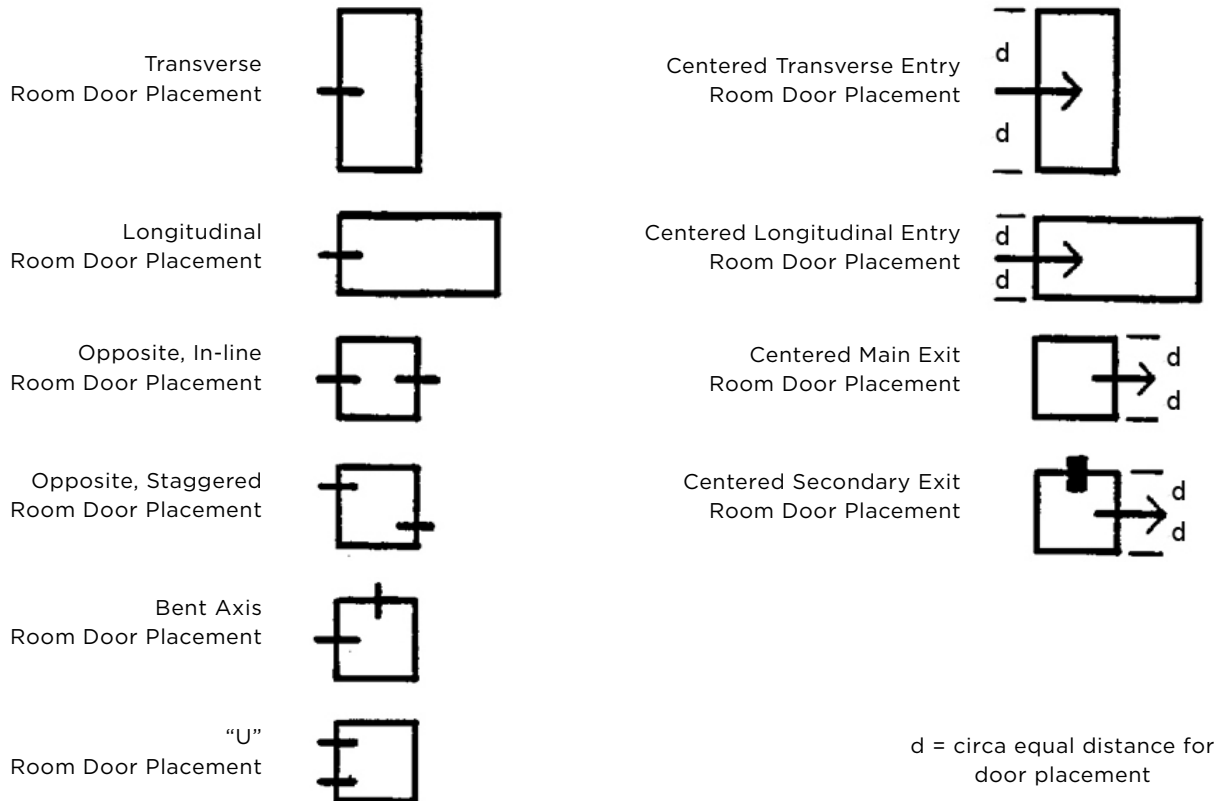 Transverse
Room Door Placement
Longitudinal
Room Door Placement
Opposite, In-line
Room Door Placement
Opposite, Staggered
Room Door Placement
Bent Axis
Room Door Placement
“U”
Room Door Placement
Centered Transverse Entry
Room Door Placement
d
d
Centered Longitudinal Entry
Room Door Placement
d
d
Centered Main Exit
Room Door Placement
d
d
Centered Secondary Exit
Room Door Placement
d
d
d = circa equal distance for
door placement